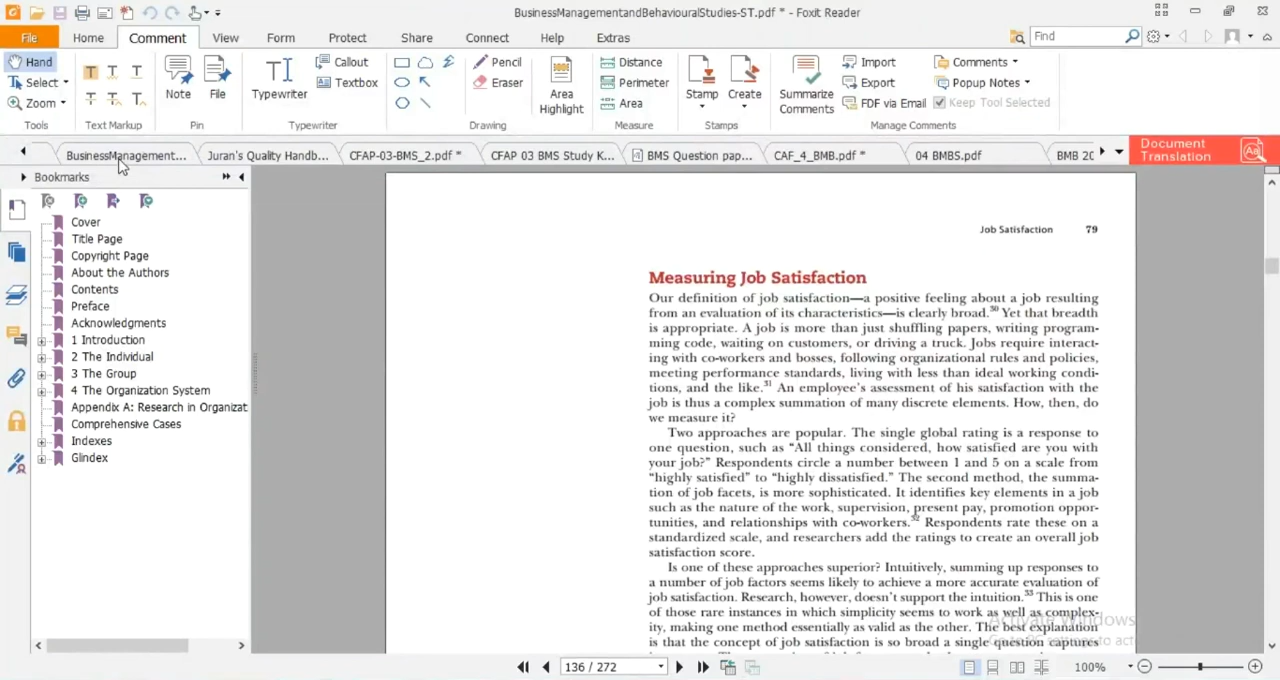 BusinessManagementandBehaviouralStudies-ST.pdf * - Foxit Reader
File Home Comment View Form Protect Share Connect Help Extras Find
Hand
Select
Zoom
Tools
Text Markup
Note
File
Pin
Typewriter
Callout
Textbox
Typewriter
Pencil
Eraser
Area
Highlight
Drawing
Distance
Perimeter
Area
Measure
Stamp
Create
Stamps
Summarize
Comments
Import
Export
FDF via Email
Comments
Popup Notes
Keep Tool Selected
Manage Comments
BusinessManagement... Juran's Quality Handb... CFAP-03-BMS_2.pdf * CFAP 03 BMS Study K... BMS Question pap... CAF_4_BMB.pdf * 04 BMBS.pdf BMB 20
Document
Translation
Bookmarks
Cover
Title Page
Copyright Page
About the Authors
Contents
Preface
Acknowledgments
1 Introduction
2 The Individual
3 The Group
4 The Organization System
Appendix A: Research in Organizat
Comprehensive Cases
Indexes
Glindex
Job Satisfaction 79
Measuring Job Satisfaction
Our definition of job satisfaction—a positive feeling about a job resulting
from an evaluation of its characteristics—is clearly broad.30 Yet that breadth
is appropriate. A job is more than just shuffling papers, writing program-
ming code, waiting on customers, or driving a truck. Jobs require interact-
ing with co-workers and bosses, following organizational rules and policies,
meeting performance standards, living with less than ideal working condi-
tions, and the like.31 An employee's assessment of his satisfaction with the
job is thus a complex summation of many discrete elements. How, then, do
we measure it?
Two approaches are popular. The single global rating is a response to
one question, such as "All things considered, how satisfied are you with
your job?" Respondents circle a number between 1 and 5 on a scale from
"highly satisfied" to "highly dissatisfied." The second method, the summa-
tion of job facets, is more sophisticated. It identifies key elements in a job
such as the nature of the work, supervision, present pay, promotion oppor-
tunities, and relationships with co-workers.32 Respondents rate these on a
standardized scale, and researchers add the ratings to create an overall job
satisfaction score.
Is one of these approaches superior? Intuitively, summing up responses to
a number of job factors seems likely to achieve a more accurate evaluation of
job satisfaction. Research, however, doesn't support the intuition.33 This is one
of those rare instances in which simplicity seems to work as well as complex-
ity, making one method essentially as valid as the other. The best explanation
is that the concept of job satisfaction is so broad a single question captures
Activate Windows
136 / 272
100%